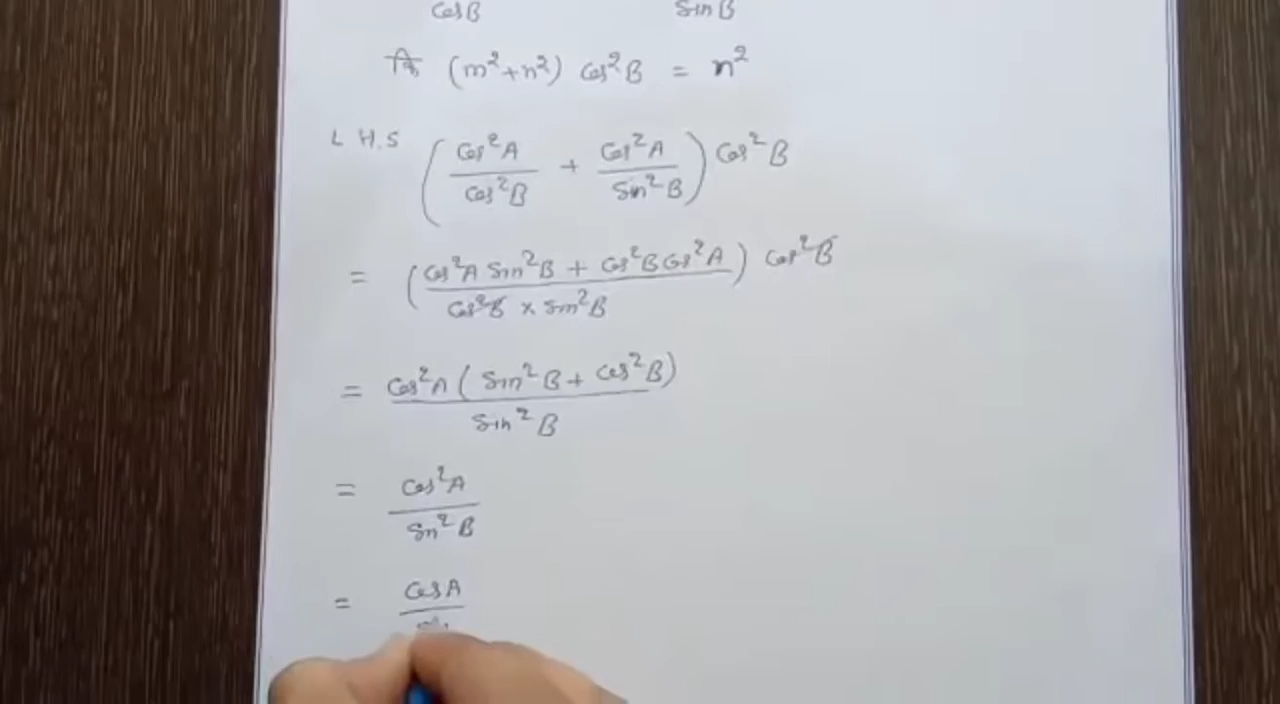 CosB SinB
कि (m²+n²) Cos²B = n²
L H.S (Cos²A/Cos²B + Cos²A/Sin²B) Cos²B
= (Cos²A Sin²B + Cos²B Cos²A / Cos²B × Sin²B) Cos²B
= Cos²A (Sin²B + Cos²B) / Sin²B
= Cos²A / Sn²B
= CosA /